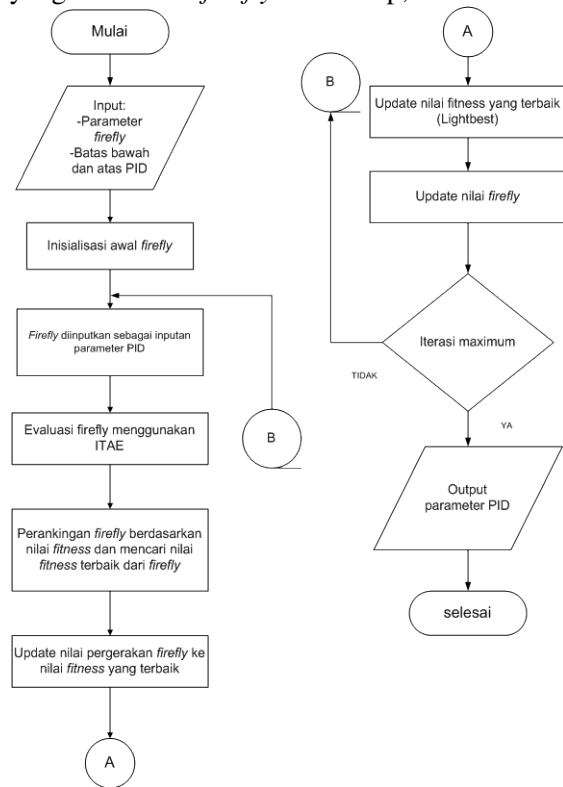 Mulai
Input:
-Parameter
firefly
-Batas bawah
dan atas PID
Inisialisasi awal firefly
Firefly diinputkan sebagai inputan
parameter PID
Evaluasi firefly menggunakan
ITAE
B
Perankingan firefly berdasarkan
nilai fitness dan mencari nilai
fitness terbaik dari firefly
Update nilai pergerakan firefly ke
nilai fitness yang terbaik
A
A
B
Update nilai fitness yang terbaik
(Lightbest)
Update nilai firefly
Iterasi maximum
TIDAK
YA
Output
parameter PID
selesai